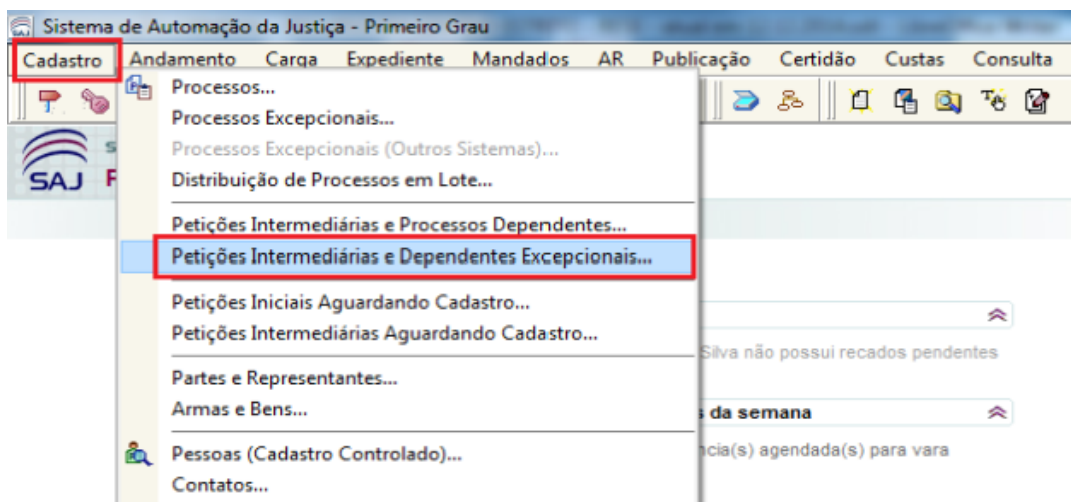 Sistema de Automação da Justiça - Primeiro Grau
Cadastro Andamento Carga Expediente Mandados AR Publicação Certidão Custas Consulta
Processos...
Processos Excepcionais...
Processos Excepcionais (Outros Sistemas)...
SAJ
Distribuição de Processos em Lote...
Petições Intermediárias e Processos Dependentes...
Petições Intermediárias e Dependentes Excepcionais...
Petições Iniciais Aguardando Cadastro...
Petições Intermediárias Aguardando Cadastro...
Silva não possui recados pendentes
Partes e Representantes...
Armas e Bens...
da semana
Pessoas (Cadastro Controlado)...
ncia(s) agendada(s) para vara
Contatos...